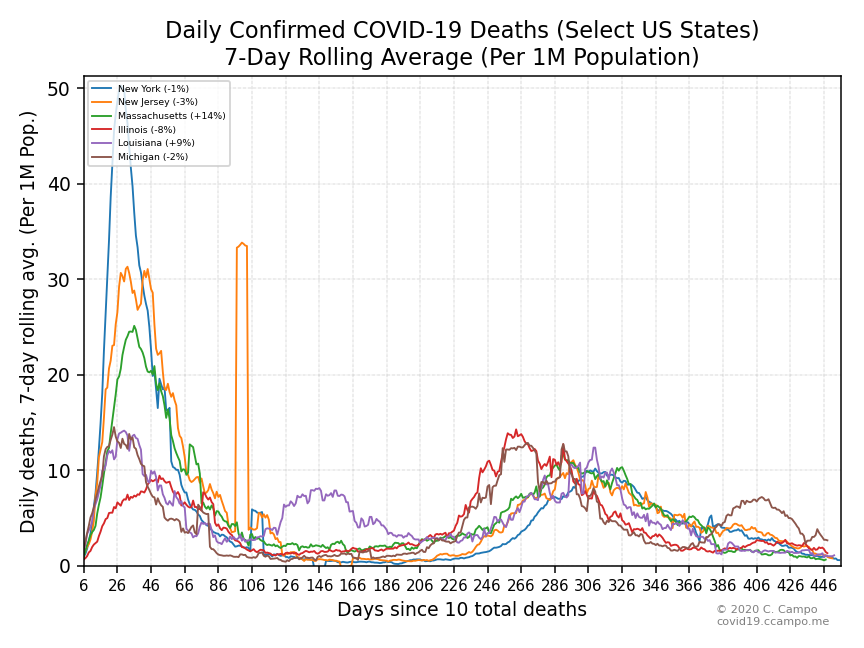 Daily Confirmed COVID-19 Deaths (Select US States)
7-Day Rolling Average (Per 1M Population)
Daily deaths, 7-day rolling avg. (Per 1M Pop.)
50
40
30
20
10
0
New York (-1%)
New Jersey (-3%)
Massachusetts (+14%)
Illinois (-8%)
Louisiana (+9%)
Michigan (-2%)
6 26 46 66 86 106 126 146 166 186 206 226 246 266 286 306 326 346 366 386 406 426 446
Days since 10 total deaths
© 2020 C. Campo
covid19.ccampo.me